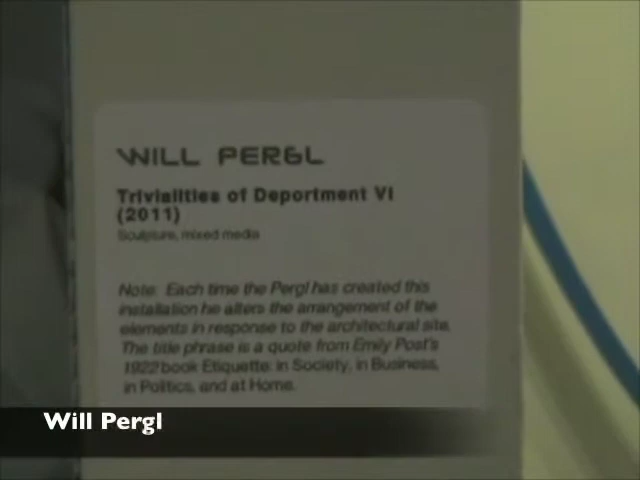 WILL PERGL
Trivialities of Deportment VI
(2011)
Sculpture, mixed media
Note: Each time the Pergl has created this
installation he alters the arrangement of the
elements in response to the architectural site.
The title phrase is a quote from Emily Post's
1922 book Etiquette: in Society, in Business,
in Politics, and at Home.
Will Pergl